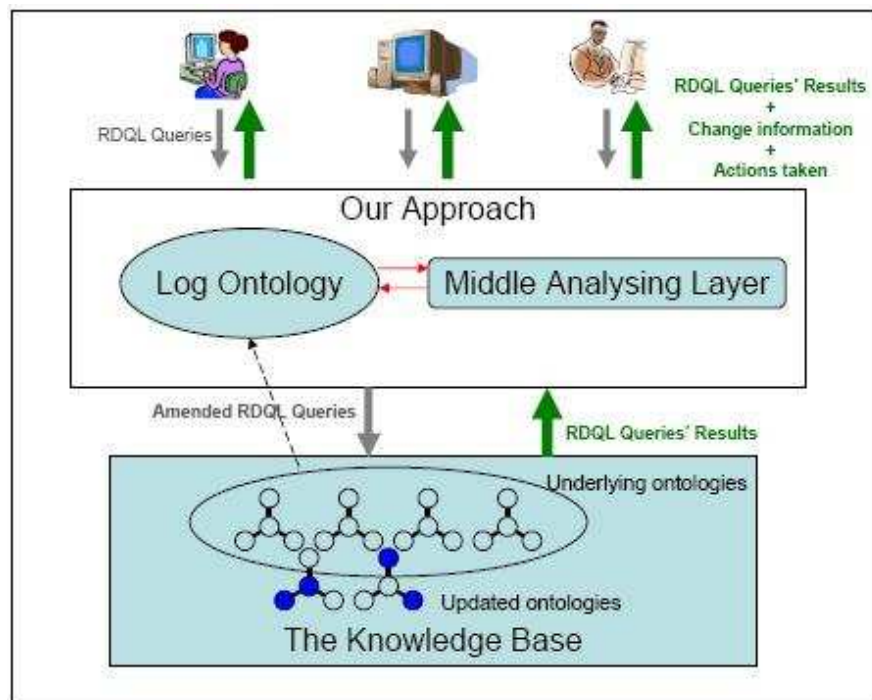 RDQL Queries
RDQL Queries' Results
+
Change information
+
Actions taken
Our Approach
Log Ontology
Middle Analysing Layer
Amended RDQL Queries
RDQL Queries' Results
Underlying ontologies
Updated ontologies
The Knowledge Base